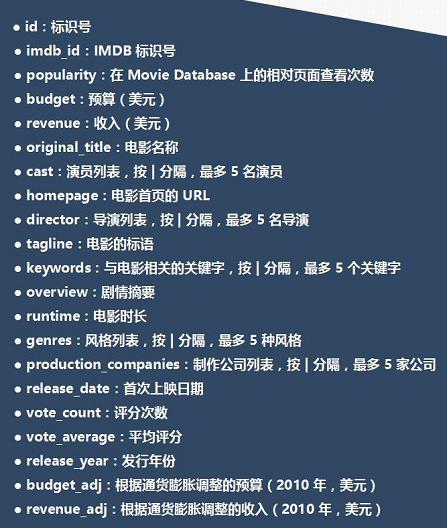 ● id：标识号
● imdb_id：IMDB 标识号
● popularity：在 Movie Database 上的相对页面查看次数
● budget：预算（美元）
● revenue：收入（美元）
● original_title：电影名称
● cast：演员列表，按 | 分隔，最多 5 名演员
● homepage：电影首页的 URL
● director：导演列表，按 | 分隔，最多 5 名导演
● tagline：电影的标语
● keywords：与电影相关的关键字，按 | 分隔，最多 5 个关键字
● overview：剧情摘要
● runtime：电影时长
● genres：风格列表，按 | 分隔，最多 5 种风格
● production_companies：制作公司列表，按 | 分隔，最多 5 家公司
● release_date：首次上映日期
● vote_count：评分次数
● vote_average：平均评分
● release_year：发行年份
● budget_adj：根据通货膨胀调整的预算（2010 年，美元）
● revenue_adj：根据通货膨胀调整的收入（2010 年，美元）